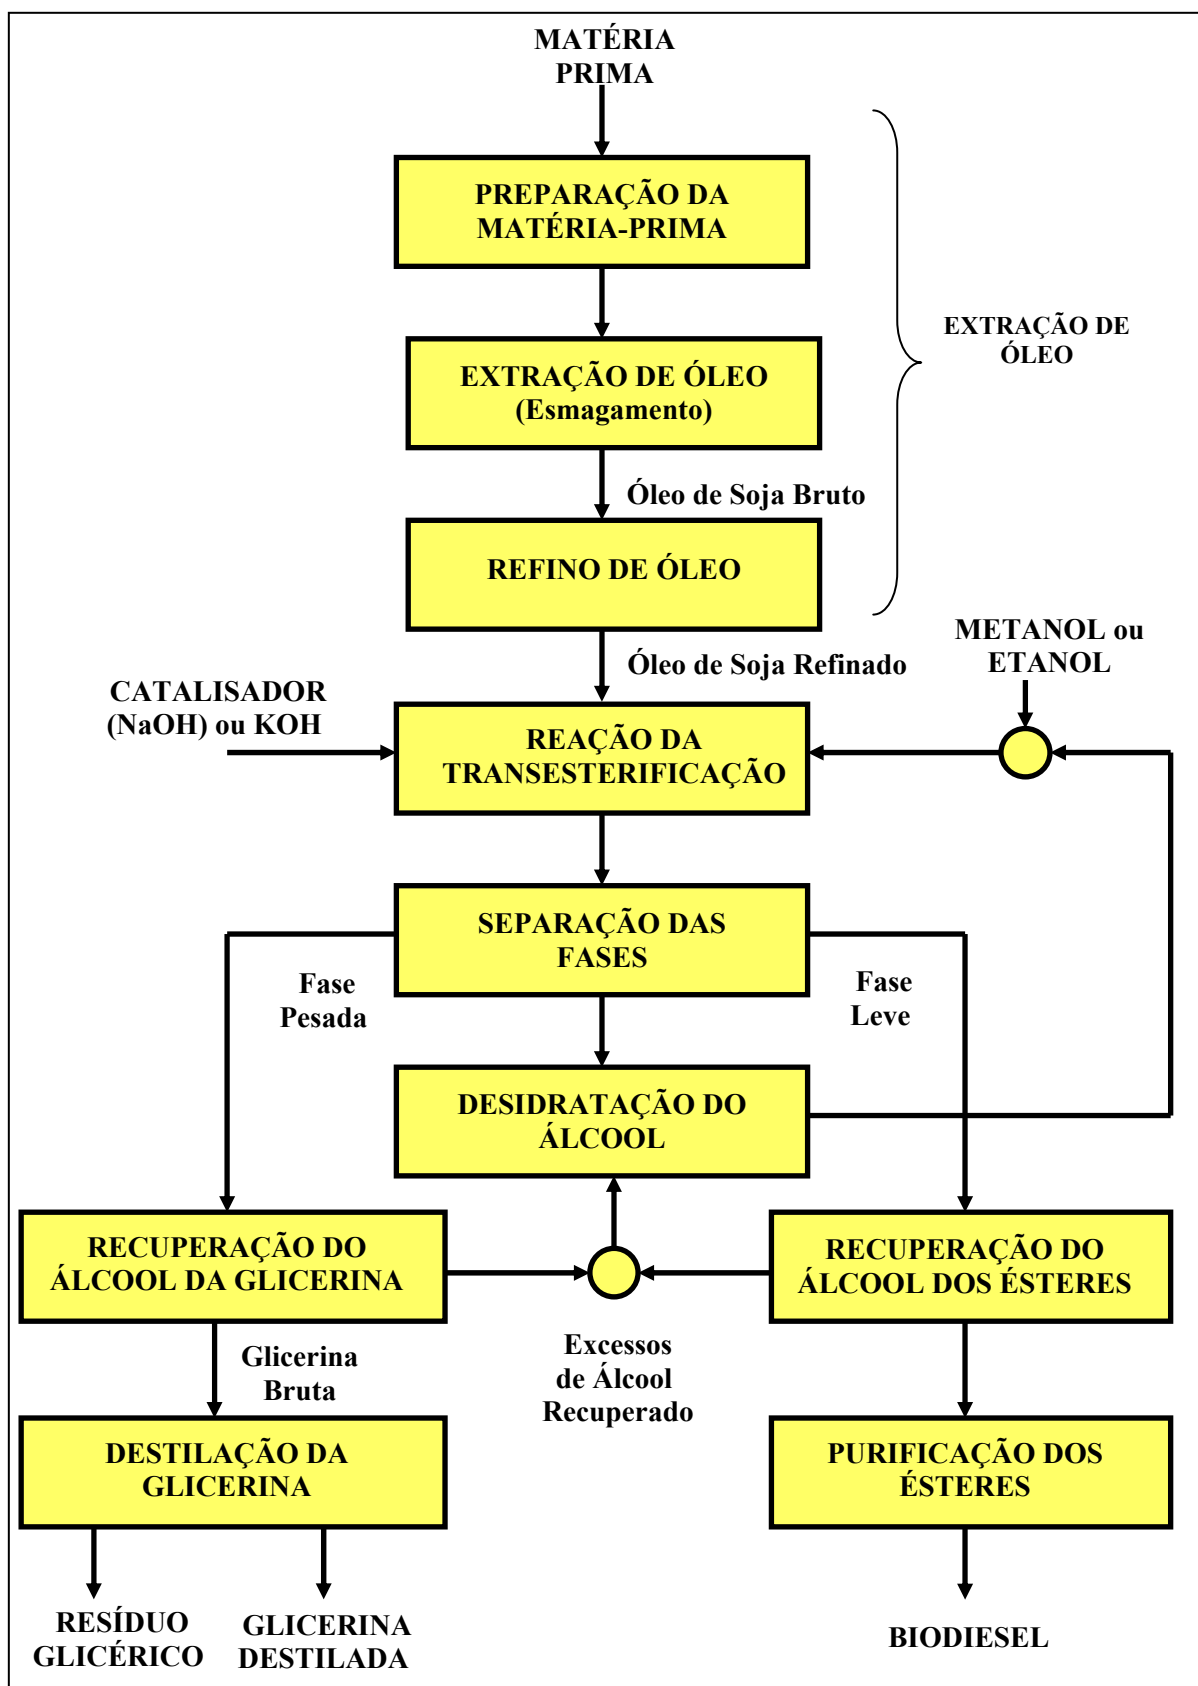 MATÉRIA
PRIMA
PREPARAÇÃO DA
MATÉRIA-PRIMA
EXTRAÇÃO DE
ÓLEO
EXTRAÇÃO DE ÓLEO
(Esmagamento)
Óleo de Soja Bruto
REFINO DE ÓLEO
METANOL ou
ETANOL
Óleo de Soja Refinado
CATALISADOR
(NaOH) ou KOH
REAÇÃO DA
TRANSESTERIFICAÇÃO
SEPARAÇÃO DAS
FASES
Fase
Pesada
Fase
Leve
DESIDRATAÇÃO DO
ÁLCOOL
RECUPERAÇÃO DO
ÁLCOOL DA GLICERINA
RECUPERAÇÃO DO
ÁLCOOL DOS ÉSTERES
Glicerina
Bruta
Excessos
de Álcool
Recuperado
DESTILAÇÃO DA
GLICERINA
PURIFICAÇÃO DOS
ÉSTERES
RESÍDUO
GLICÉRICO
GLICERINA
DESTILADA
BIODIESEL